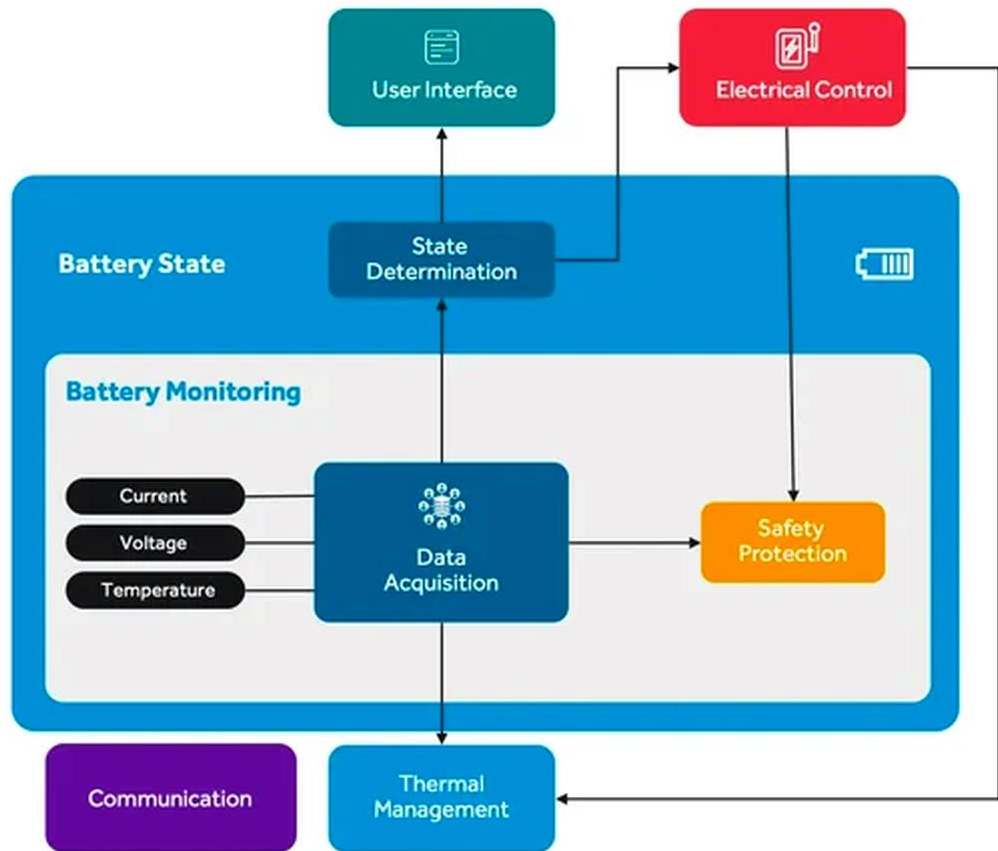 User Interface
Electrical Control
Battery State
State
Determination
Battery Monitoring
Current
Voltage
Temperature
Data
Acquisition
Safety
Protection
Communication
Thermal
Management